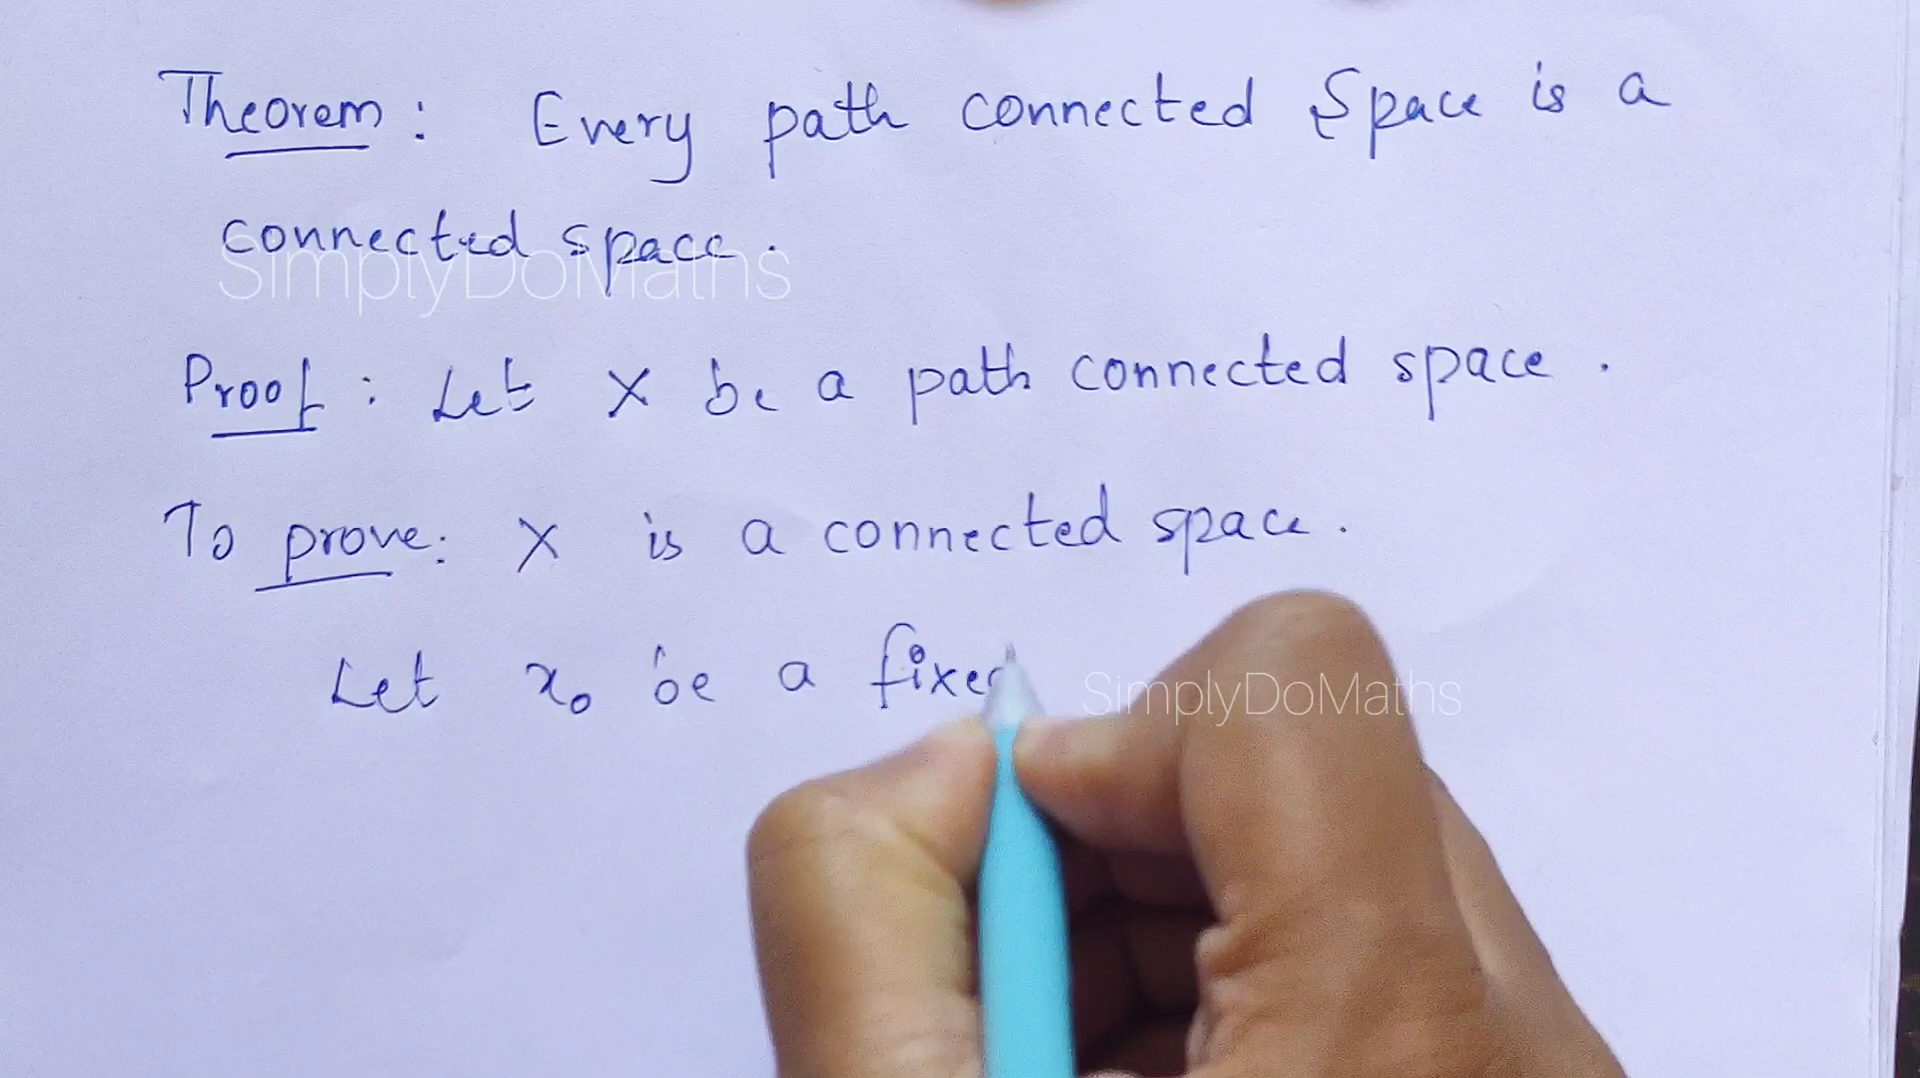 Theorem : Every path connected Space is a
connected space.
SimplyDoMaths
Proof : Let X be a path connected space.
To prove: X is a connected space.
Let x₀ be a fixed
SimplyDoMaths